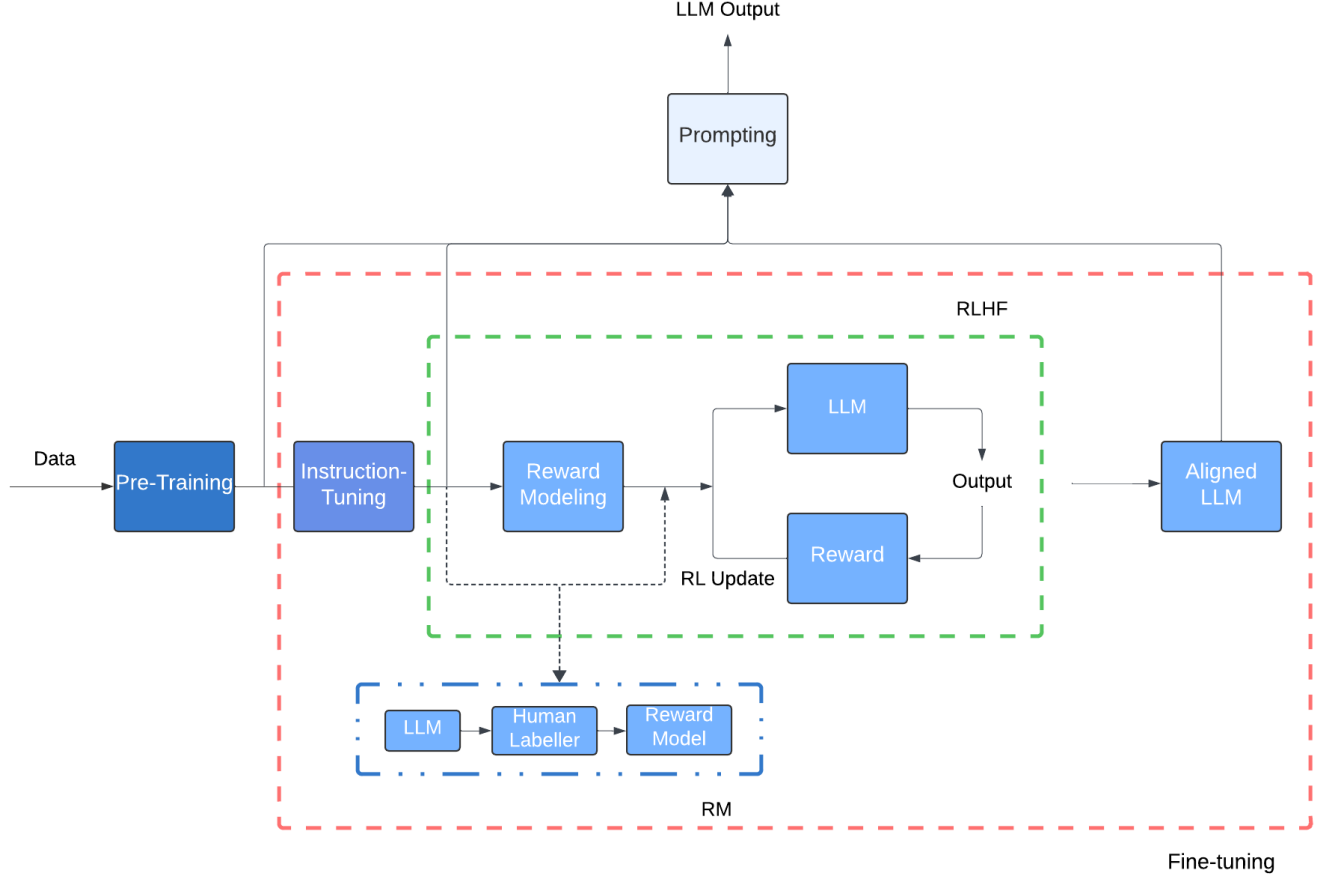 LLM Output
Prompting
RLHF
LLM
Data
Pre-Training
Instruction-
Tuning
Reward
Modeling
Output
Aligned
LLM
Reward
RL Update
LLM
Human
Labeller
Reward
Model
RM
Fine-tuning